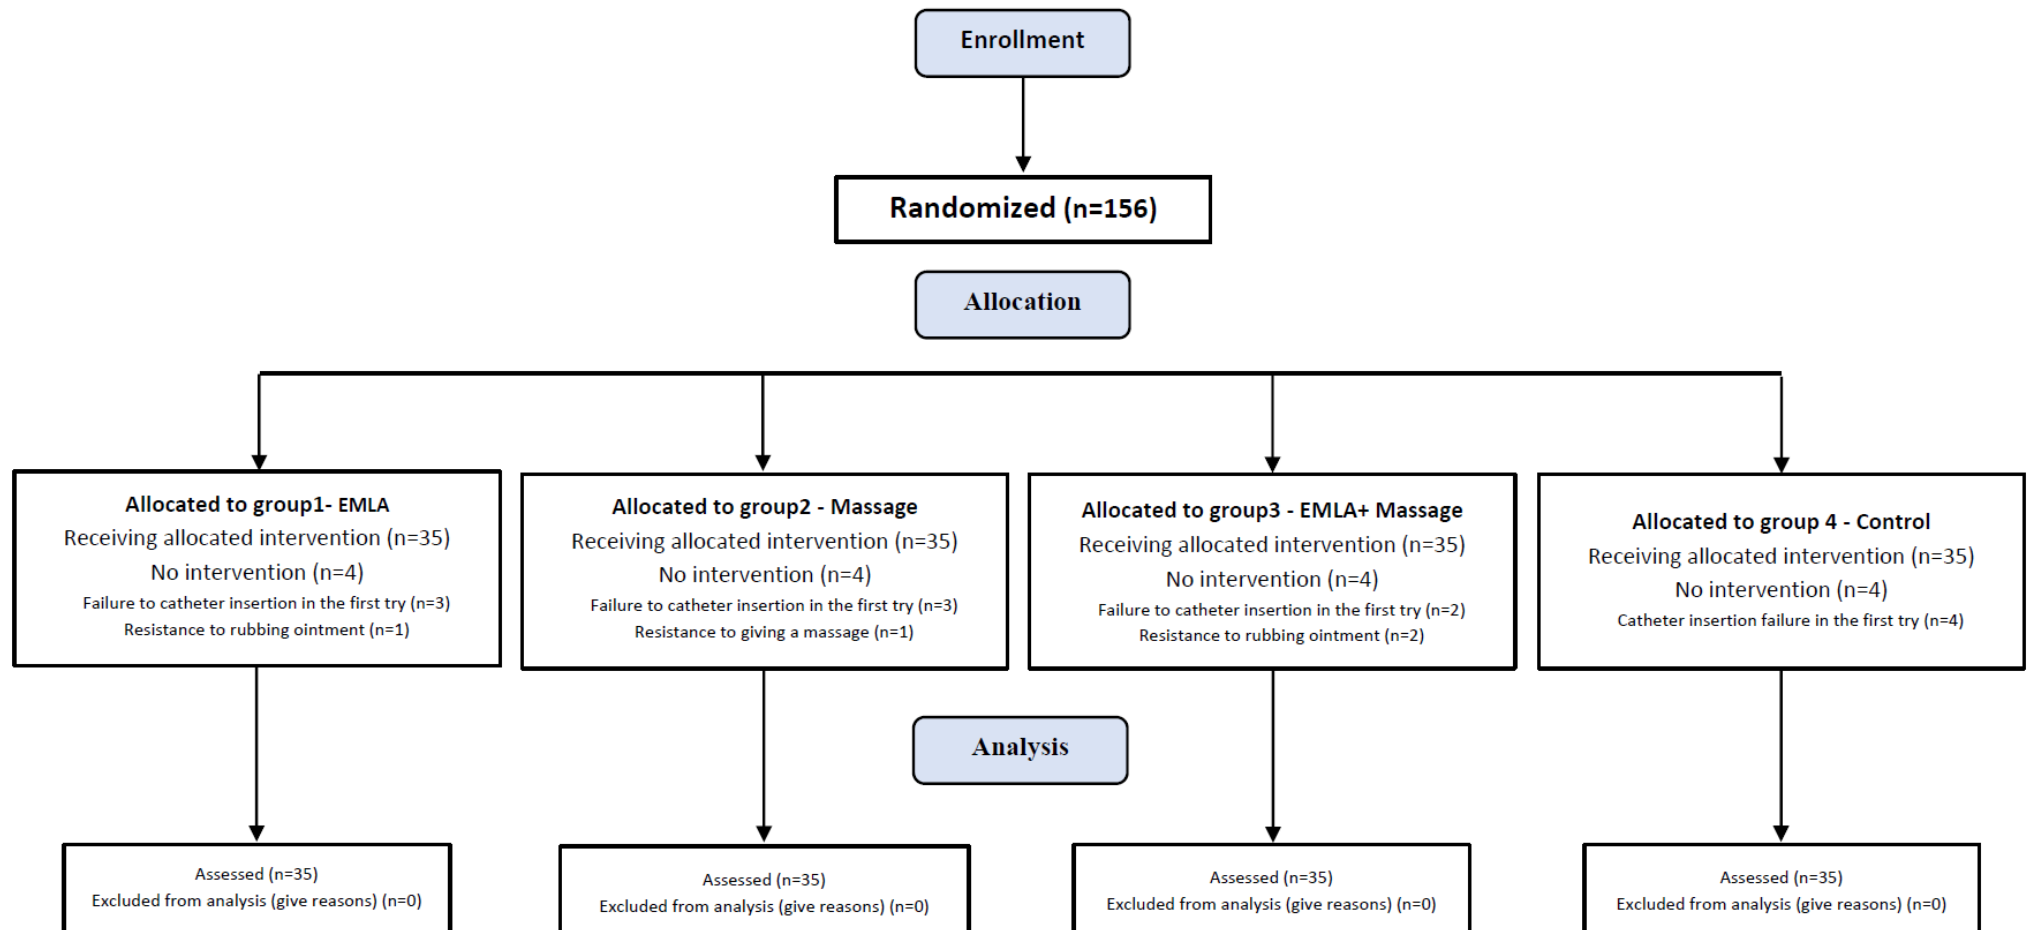 Enrollment
Randomized (n=156)
Allocation
Allocated to group1- EMLA
Receiving allocated intervention (n=35)
No intervention (n=4)
Failure to catheter insertion in the first try (n=3)
Resistance to rubbing ointment (n=1)
Allocated to group2 - Massage
Receiving allocated intervention (n=35)
No intervention (n=4)
Failure to catheter insertion in the first try (n=3)
Resistance to giving a massage (n=1)
Allocated to group3 - EMLA+ Massage
Receiving allocated intervention (n=35)
No intervention (n=4)
Failure to catheter insertion in the first try (n=2)
Resistance to rubbing ointment (n=2)
Allocated to group 4 - Control
Receiving allocated intervention (n=35)
No intervention (n=4)
Catheter insertion failure in the first try (n=4)
Analysis
Assessed (n=35)
Excluded from analysis (give reasons) (n=0)
Assessed (n=35)
Excluded from analysis (give reasons) (n=0)
Assessed (n=35)
Excluded from analysis (give reasons) (n=0)
Assessed (n=35)
Excluded from analysis (give reasons) (n=0)